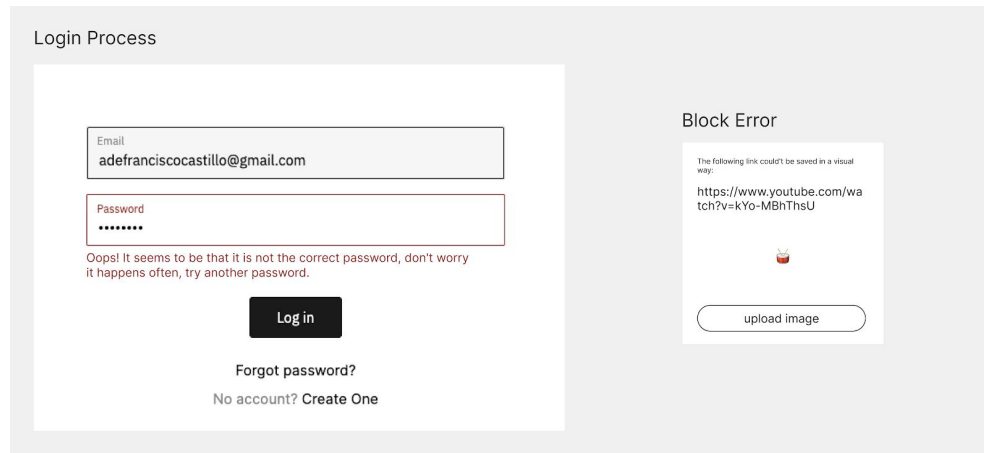 Login Process
Email
adefranciscocastillo@gmail.com
Password
••••••••
Oops! It seems to be that it is not the correct password, don't worry
it happens often, try another password.
Log in
Forgot password?
No account? Create One
Block Error
The following link could't be saved in a visual
way:
https://www.youtube.com/wa
tch?v=kYo-MBhThsU
upload image